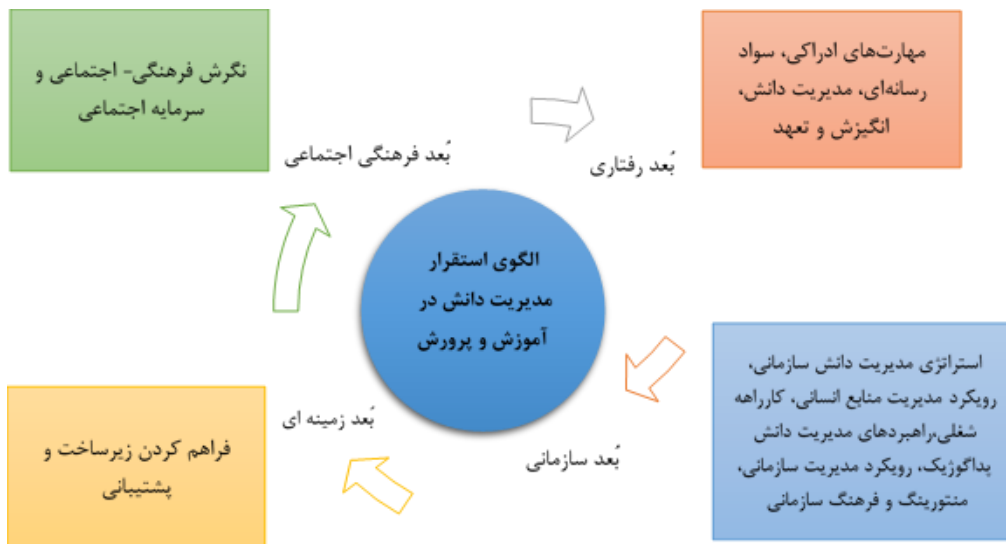 مهارت‌های ادراکی، سواد
رسانه‌ای، مدیریت دانش،
انگیزش و تعهد
نگرش فرهنگی- اجتماعی و
سرمایه اجتماعی
بُعد رفتاری
بُعد فرهنگی اجتماعی
الگوی استقرار
مدیریت دانش در
آموزش و پرورش
استراتژی مدیریت دانش سازمانی،
رویکرد مدیریت منابع انسانی، کارراهه
شغلی،راهبردهای مدیریت دانش
پداگوژیک، رویکرد مدیریت سازمانی،
منتورینگ و فرهنگ سازمانی
بُعد سازمانی
بُعد زمینه ای
فراهم کردن زیرساخت و
پشتیبانی